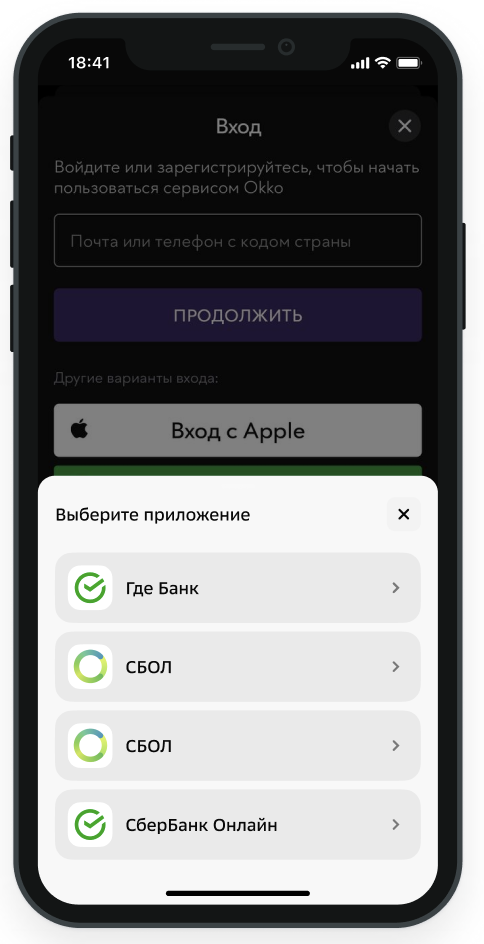 18:41
Вход
Войдите или зарегистрируйтесь, чтобы начать
пользоваться сервисом Okko
Почта или телефон с кодом страны
ПРОДОЛЖИТЬ
Другие варианты входа:
Вход с Apple
Выберите приложение
Где Банк
СБОЛ
СБОЛ
СберБанк Онлайн